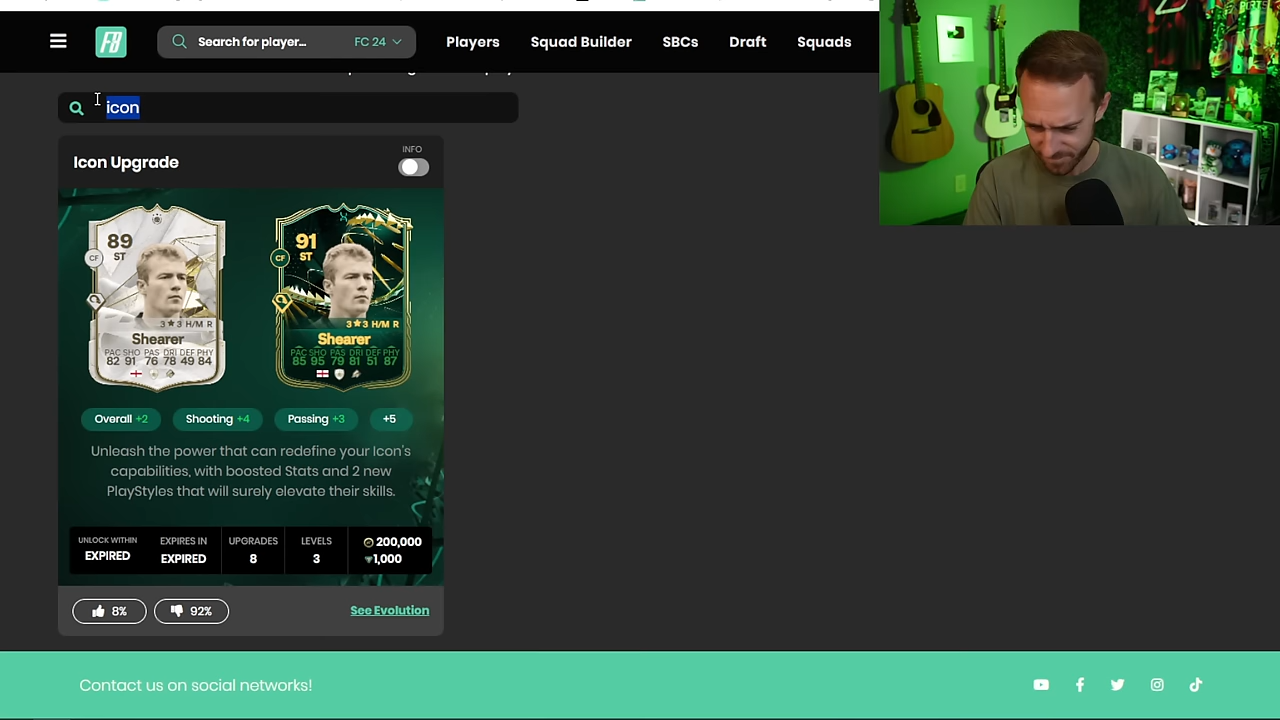 FB
Search for player...
FC 24
Players
Squad Builder
SBCs
Draft
Squads
icon
Icon Upgrade
INFO
89
ST
CF
3★3 H/M R
Shearer
PAC SHO PAS DRI DEF PHY
82 91 76 78 49 84
91
ST
CF
3★3 H/M R
Shearer
PAC SHO PAS DRI DEF PHY
85 95 79 81 51 87
Overall +2
Shooting +4
Passing +3
+5
Unleash the power that can redefine your Icon's
capabilities, with boosted Stats and 2 new
PlayStyles that will surely elevate their skills.
UNLOCK WITHIN
EXPIRED
EXPIRES IN
EXPIRED
UPGRADES
8
LEVELS
3
200,000
1,000
8%
92%
See Evolution
Contact us on social networks!